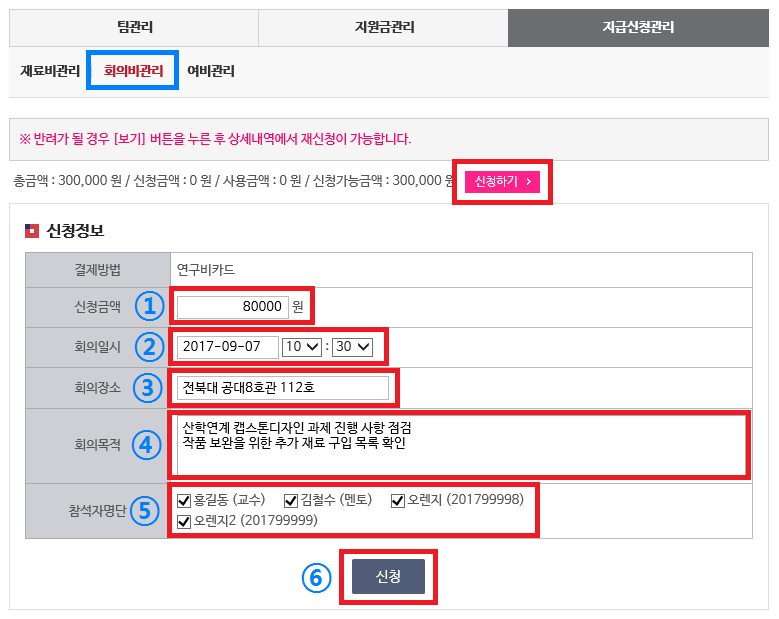 팀관리 지원금관리 지급신청관리
재료비관리 회의비관리 여비관리
※ 반려가 될 경우 [보기] 버튼을 누른 후 상세내역에서 재신청이 가능합니다.
총금액 : 300,000 원 / 신청금액 : 0 원 / 사용금액 : 0 원 / 신청가능금액 : 300,000 원 신청하기 >
신청정보
결제방법 연구비카드
신청금액 ① 80000 원
회의일시 ② 2017-09-07 10 : 30
회의장소 ③ 전북대 공대8호관 112호
회의목적 ④ 산학연계 캡스톤디자인 과제 진행 사항 점검
작품 보완을 위한 추가 재료 구입 목록 확인
참석자명단 ⑤ 홍길동 (교수) 김철수 (멘토) 오렌지 (201799998)
오렌지2 (201799999)
⑥ 신청